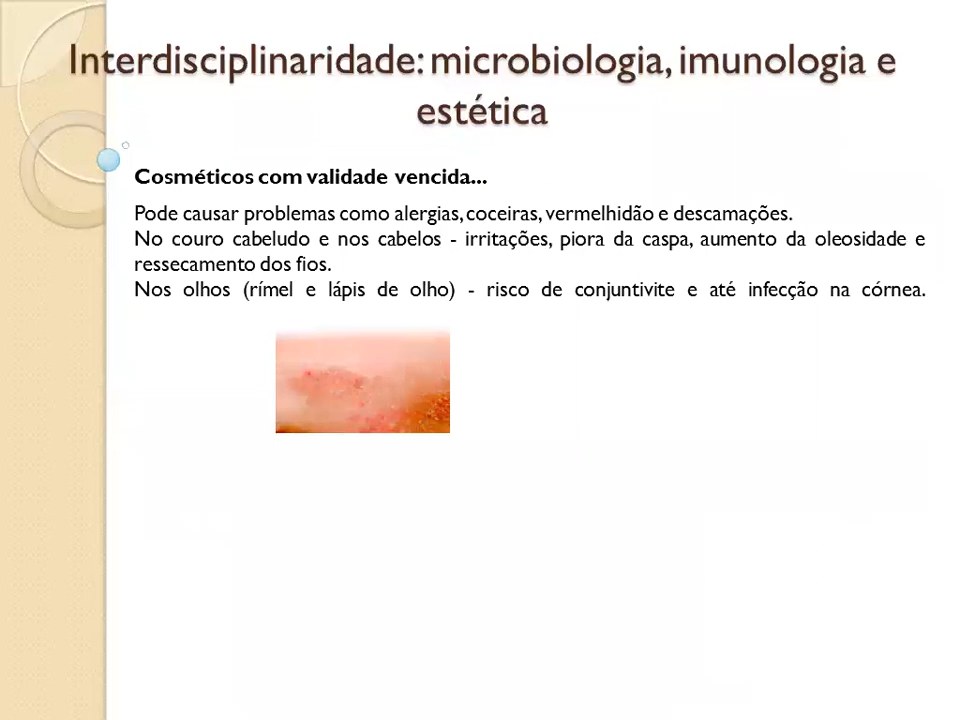 Interdisciplinaridade: microbiologia, imunologia e
estética
Cosméticos com validade vencida...
Pode causar problemas como alergias, coceiras, vermelhidão e descamações.
No couro cabeludo e nos cabelos - irritações, piora da caspa, aumento da oleosidade e
ressecamento dos fios.
Nos olhos (rímel e lápis de olho) - risco de conjuntivite e até infecção na córnea.